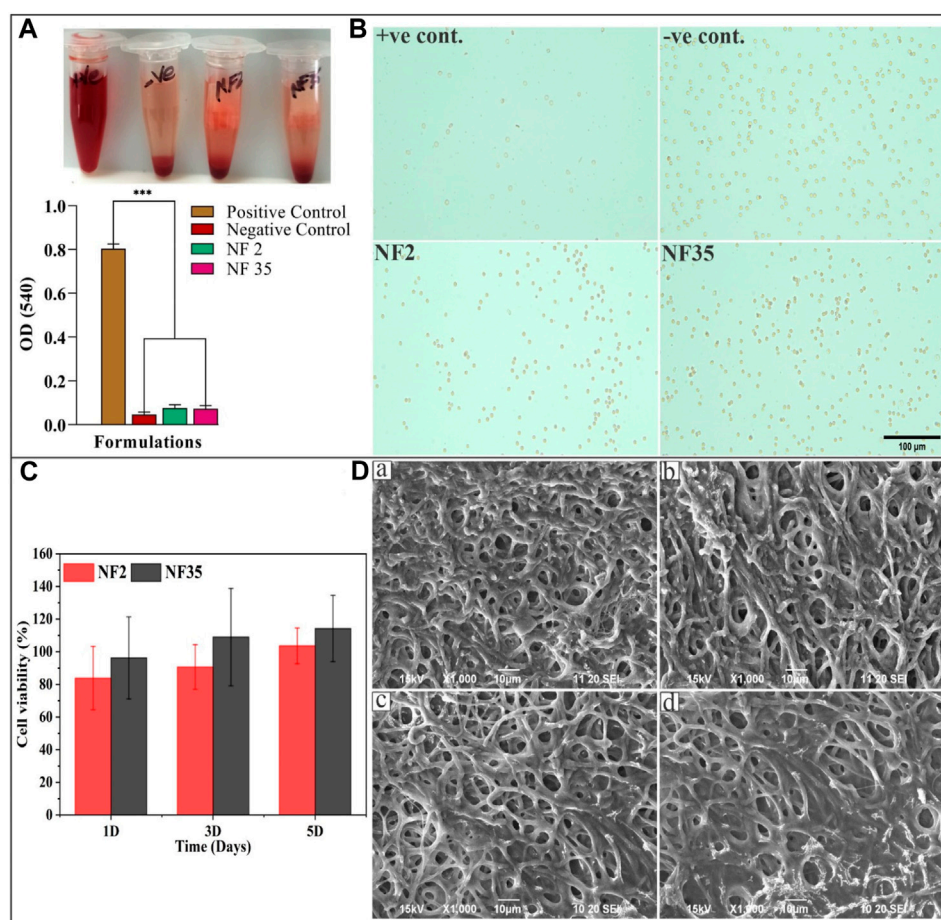 A
+ve
-ve
NF2
***
1.0
0.8
0.6
0.4
0.2
0.0
OD (540)
Positive Control
Negative Control
NF 2
NF 35
Formulations
B
+ve cont.
-ve cont.
NF2
NF35
100 μm
C
160
140
120
100
80
60
40
20
0
Cell viability (%)
NF2
NF35
1D
3D
5D
Time (Days)
D
a
15kV
X1,000
10μm
11 20 SEI
b
15kV
X1,000
10μm
11 20 SEI
c
15kV
X1,000
10μm
10 20 SEI
d
15kV
X1,000
10μm
10 20 SEI